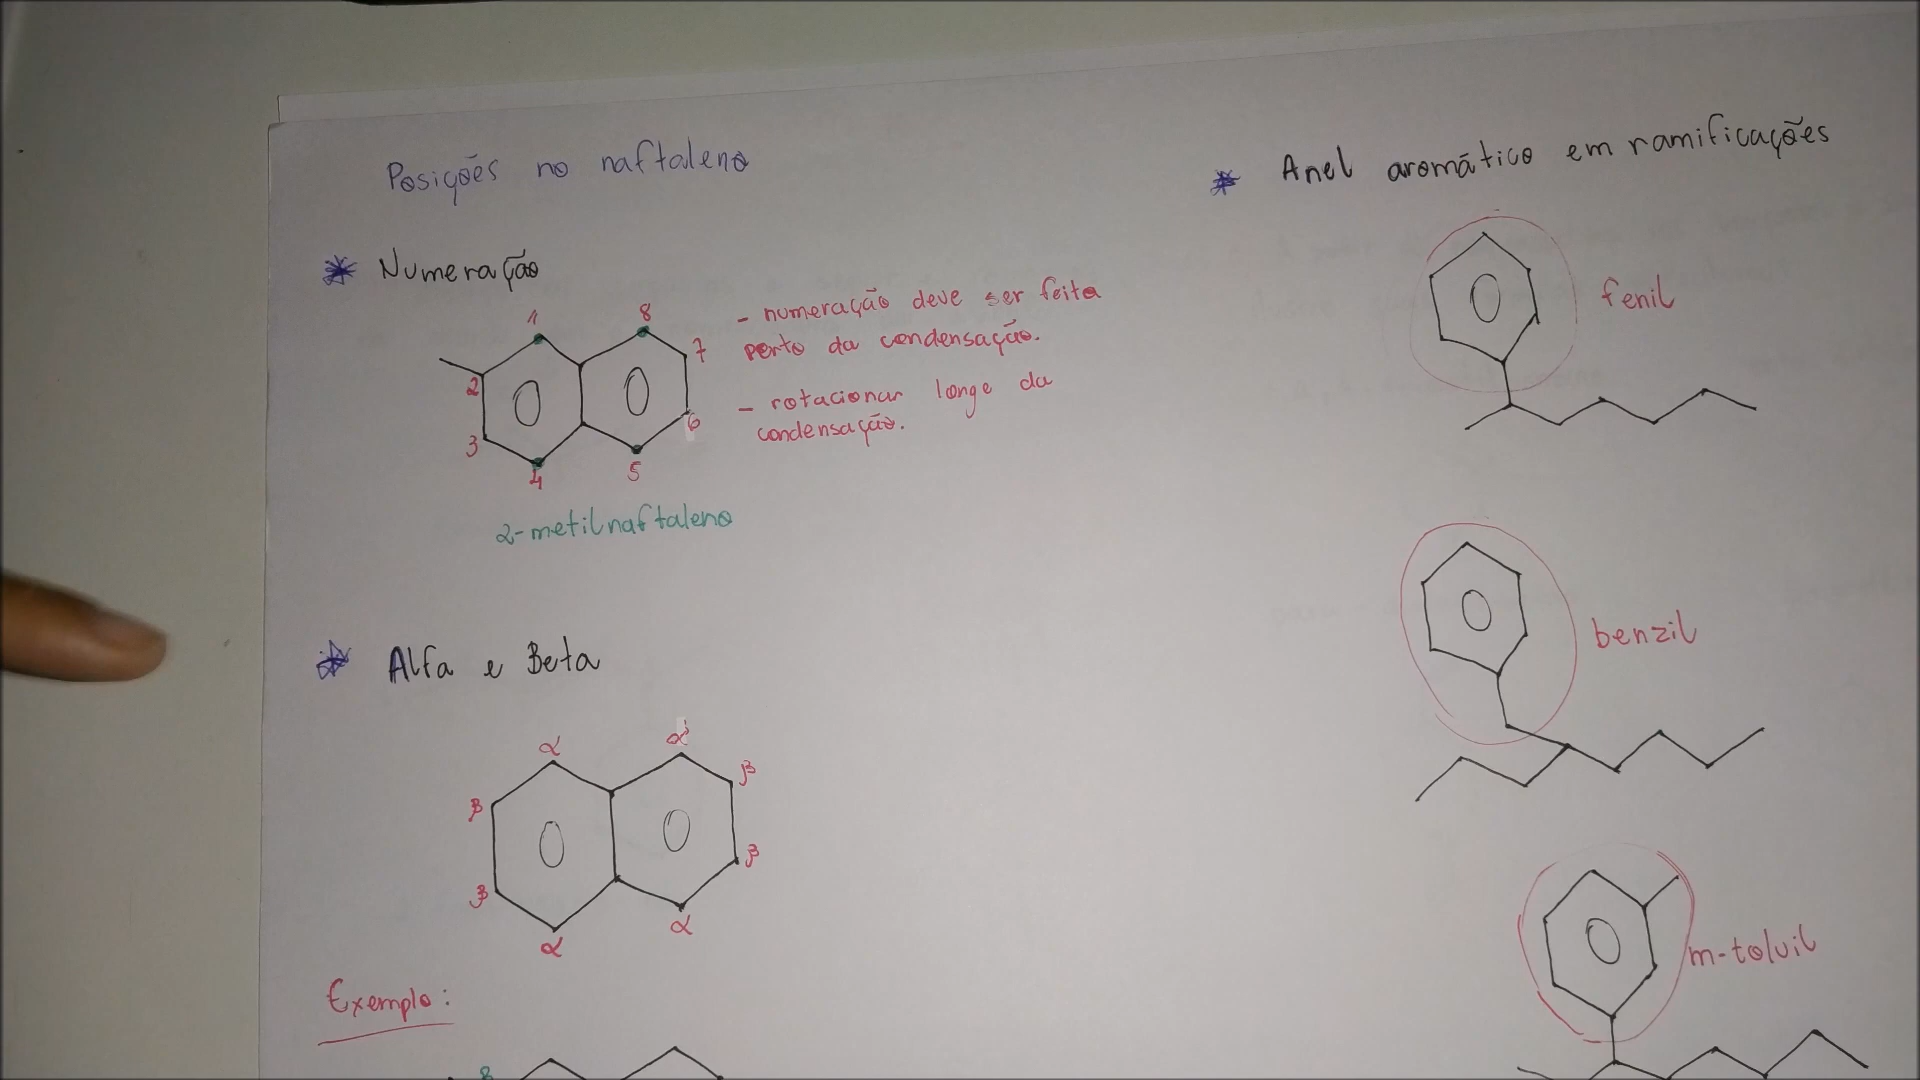 Posições no naftaleno
* Numeração
1
8
7
2
6
3
4
5
- numeração deve ser feita
perto da condensação.
- rotacionar longe da
condensação.
2-metilnaftaleno
* Alfa e Beta
α
α
β
β
β
β
α
α
Exemplo:
8
* Anel aromático em ramificações
fenil
benzil
m-toluil